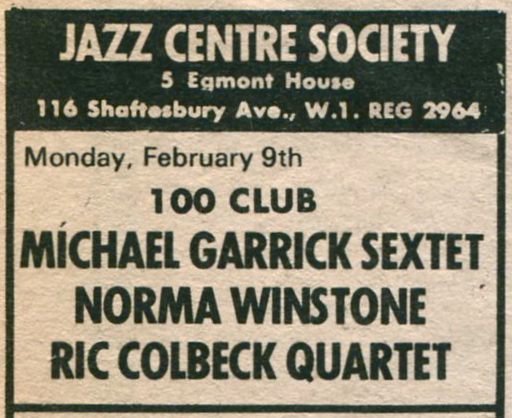 JAZZ CENTRE SOCIETY
5 Egmont House
116 Shaftesbury Ave., W.1. REG 2964
Monday, February 9th
100 CLUB
MICHAEL GARRICK SEXTET
NORMA WINSTONE
RIC COLBECK QUARTET